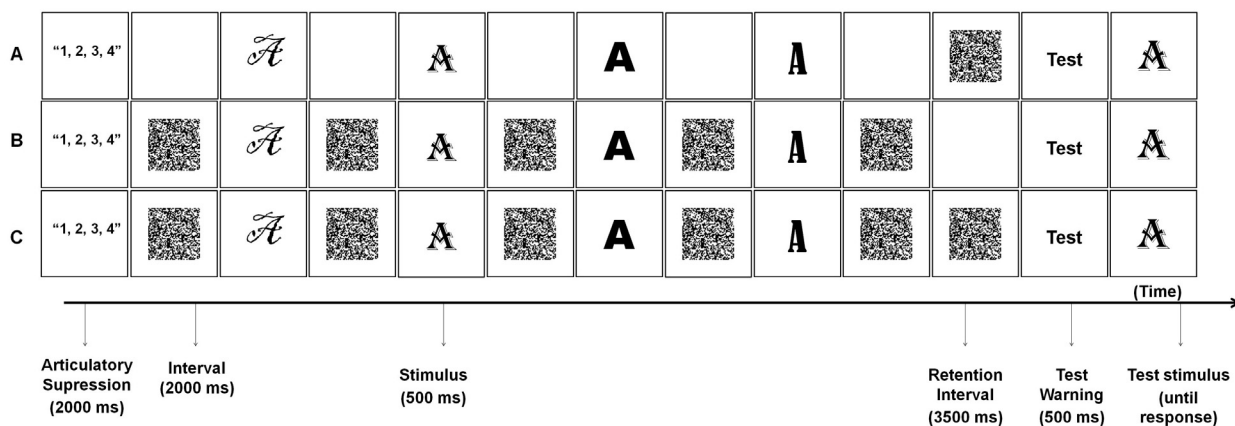 A “1, 2, 3, 4” A A A A Test A
B “1, 2, 3, 4” A A A A Test A
C “1, 2, 3, 4” A A A A Test A
(Time)
Articulatory
Supression
(2000 ms)
Interval
(2000 ms)
Stimulus
(500 ms)
Retention
Interval
(3500 ms)
Test
Warning
(500 ms)
Test stimulus
(until
response)